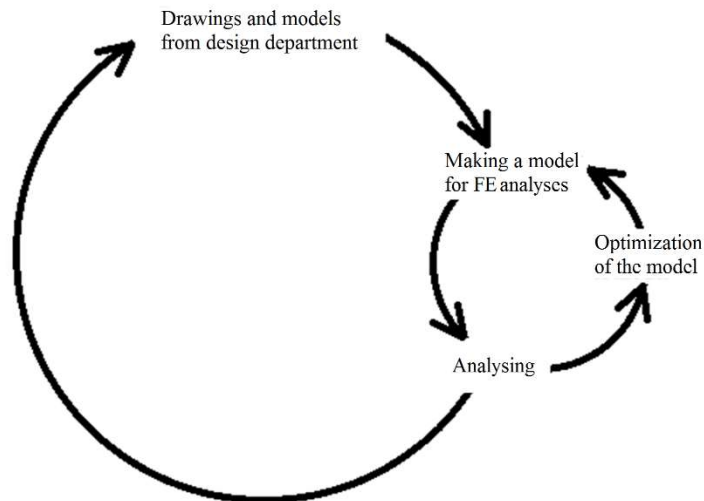 Drawings and models
from design department
Making a model
for FE analyses
Optimization
of the model
Analysing